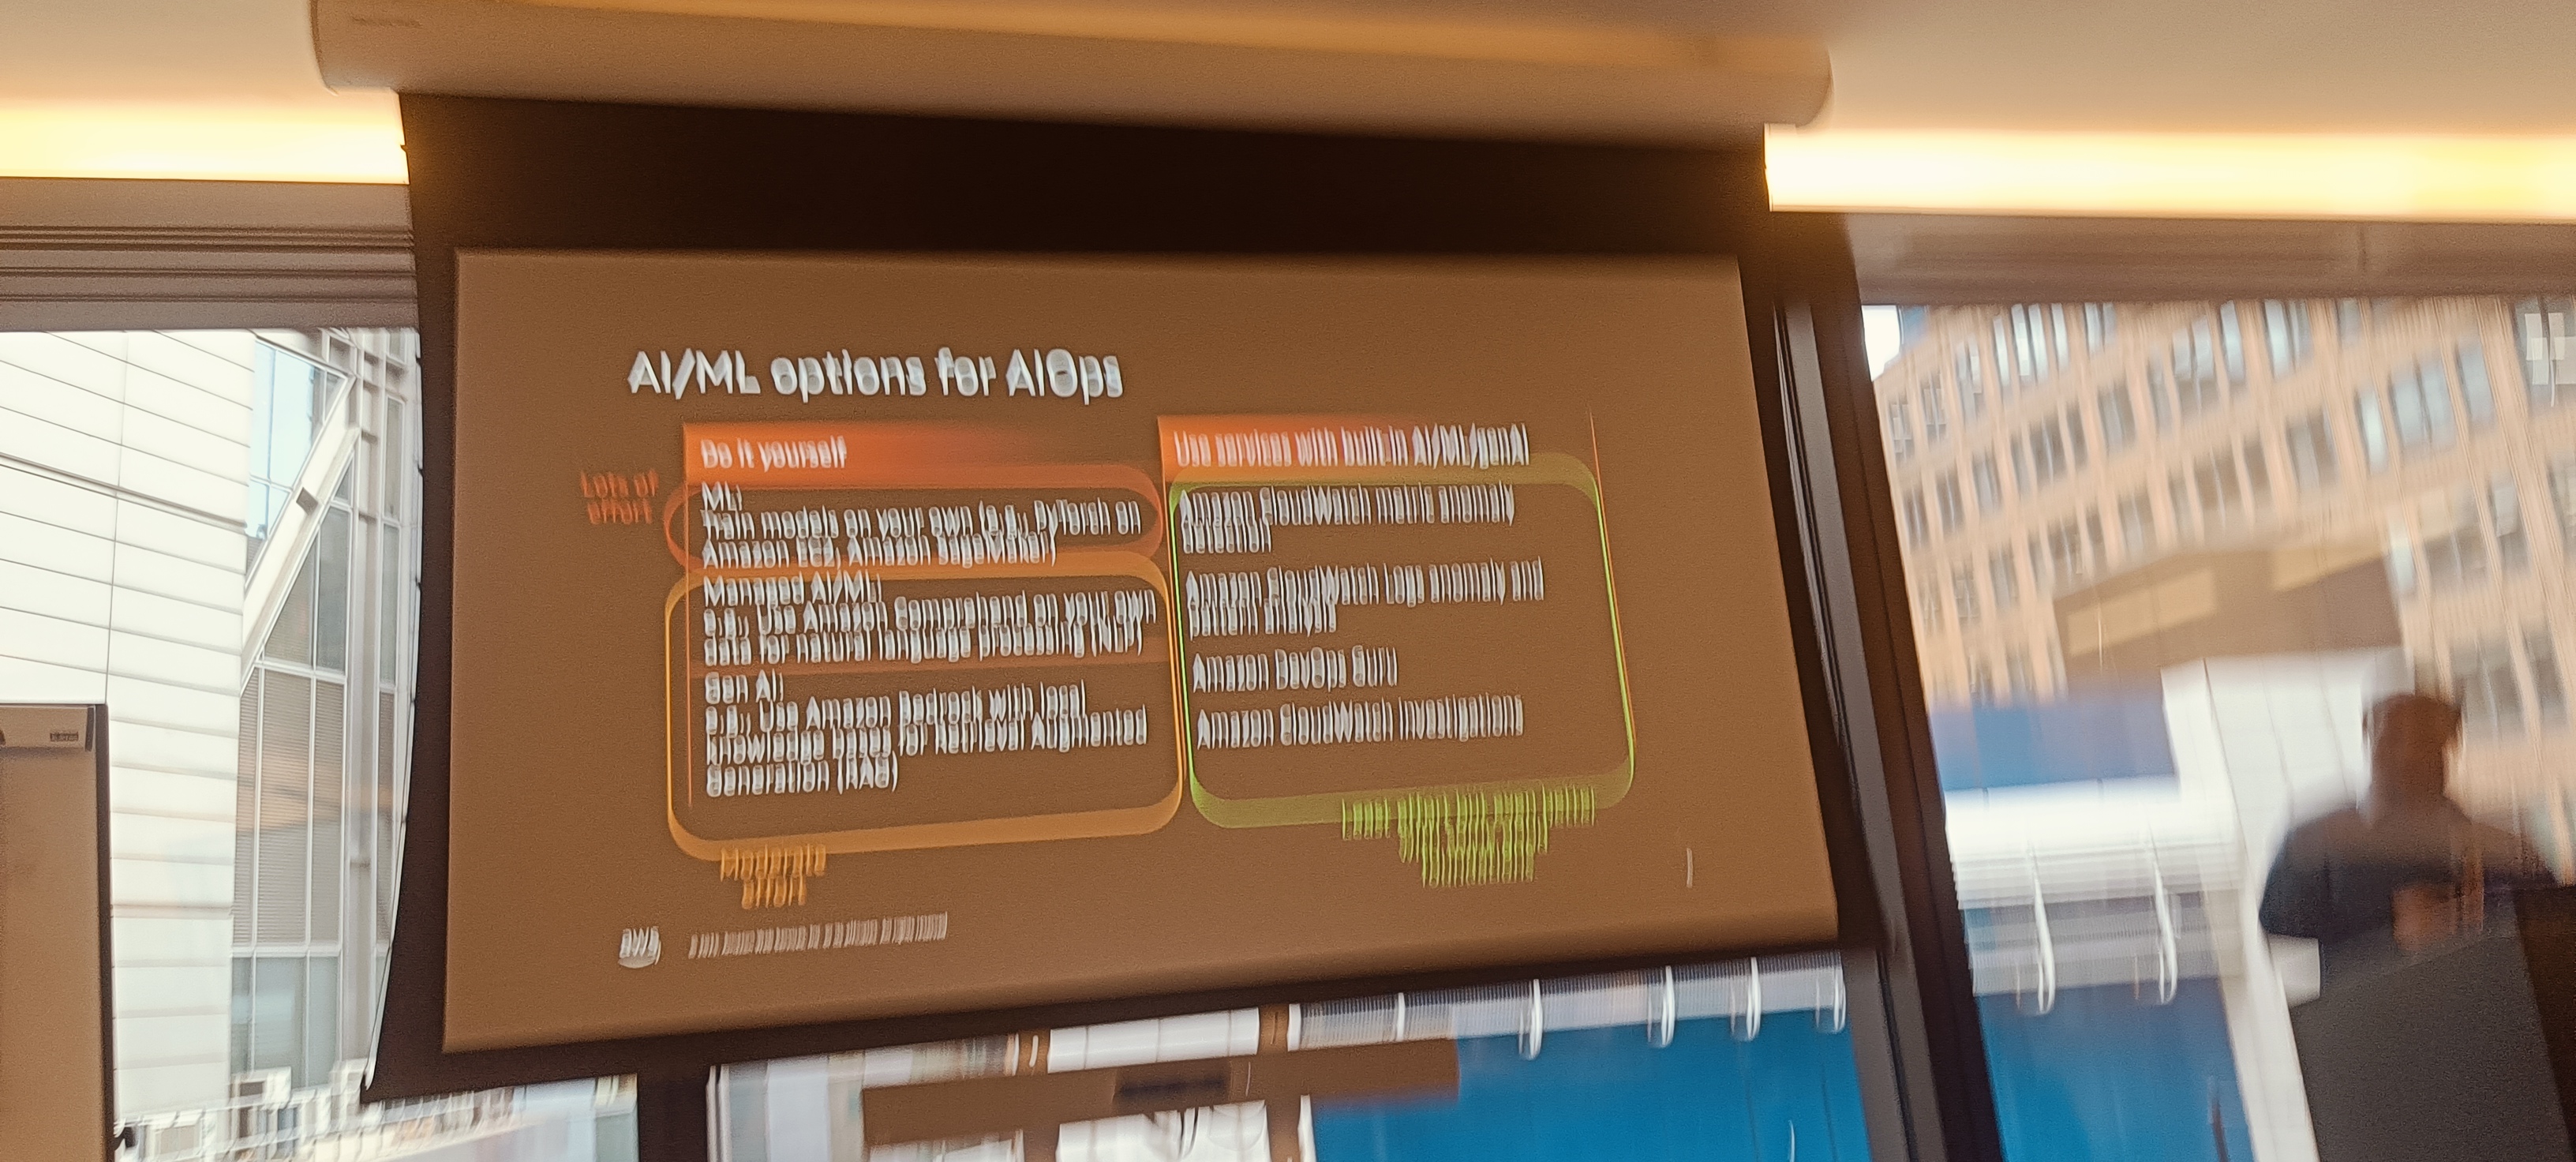 AI/ML options for AIOps
Do it yourself
Lots of
effort
ML:
Train models on your own (e.g., PyTorch on
Amazon EC2, Amazon SageMaker)
Managed AI/ML:
e.g., Use Amazon Comprehend on your own
data for natural language processing (NLP)
Gen AI:
e.g., Use Amazon Bedrock with local
knowledge bases for Retrieval Augmented
Generation (RAG)
Moderate
effort
Use services with built-in AI/ML/genAI
Amazon CloudWatch metric anomaly
detection
Amazon CloudWatch Logs anomaly and
pattern analysis
Amazon DevOps Guru
Amazon CloudWatch investigations
aws